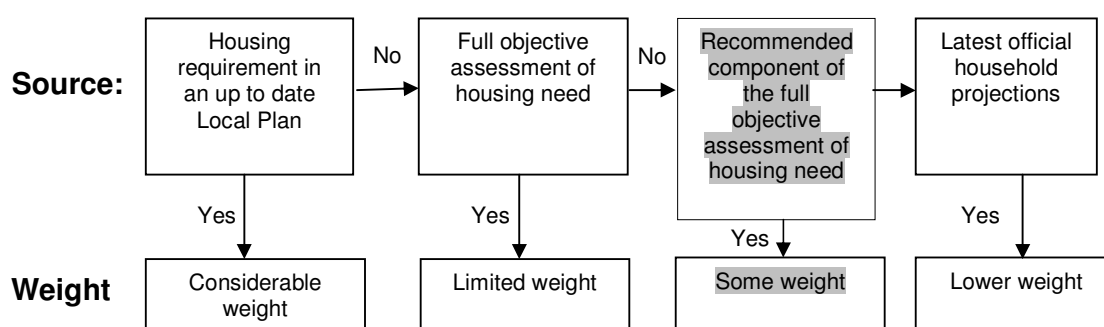 Source:
Housing
requirement in
an up to date
Local Plan
No
Full objective
assessment of
housing need
No
Recommended
component of
the full
objective
assessment of
housing need
Latest official
household
projections
Yes
Yes
Yes
Yes
Weight
Considerable
weight
Limited weight
Some weight
Lower weight